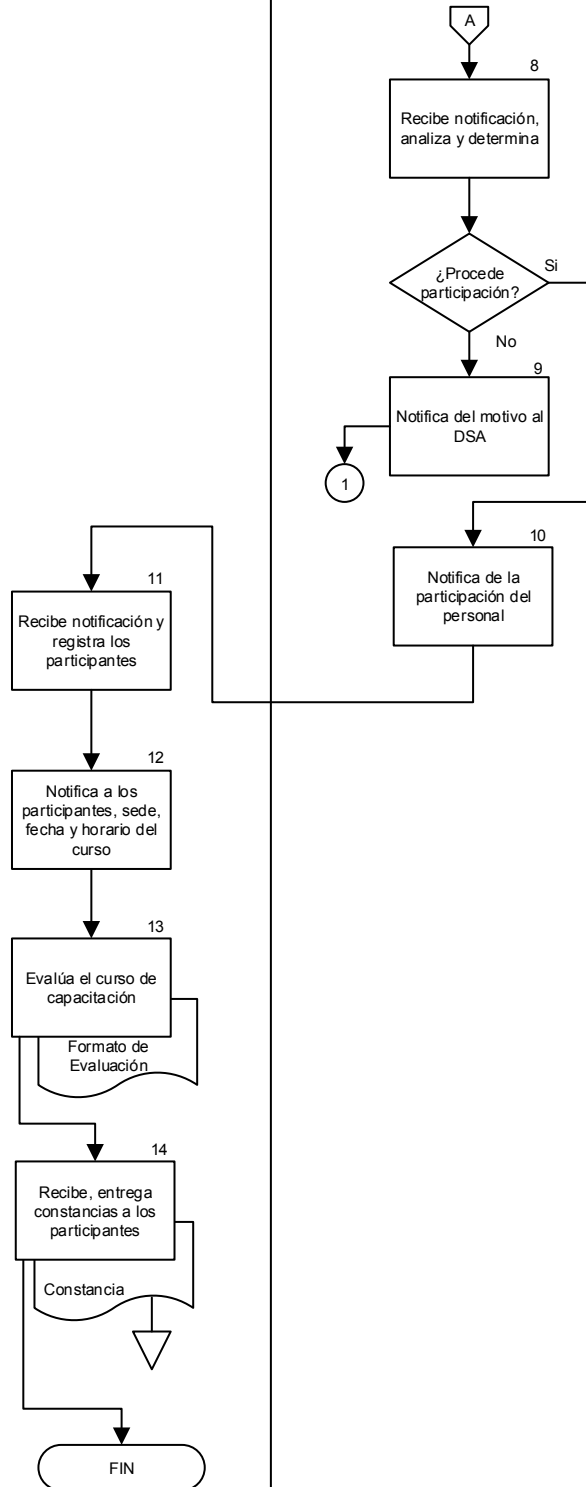 A
8
Recibe notificación,
analiza y determina
¿Procede
participación?
Si
No
9
Notifica del motivo al
DSA
1
10
Notifica de la
participación del
personal
11
Recibe notificación y
registra los
participantes
12
Notifica a los
participantes, sede,
fecha y horario del
curso
13
Evalúa el curso de
capacitación
Formato de
Evaluación
14
Recibe, entrega
constancias a los
participantes
Constancia
FIN